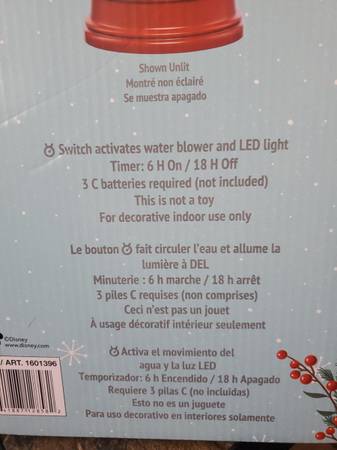 Shown Unlit
Montré non éclairé
Se muestra apagado
Switch activates water blower and LED light
Timer: 6 H On / 18 H Off
3 C batteries required (not included)
This is not a toy
For decorative indoor use only
Le bouton fait circuler l'eau et allume la
lumière à DEL
Minuterie : 6 h marche / 18 h arrêt
3 piles C requises (non comprises)
Ceci n'est pas un jouet
À usage décoratif intérieur seulement
©Disney
www.disney.com
/ ART. 1601396
Activa el movimiento del
agua y la luz LED
Temporizador: 6 h Encendido / 18 h Apagado
Requiere 3 pilas C (no incluidas)
Esto no es un juguete
Para uso decorativo en interiores solamente